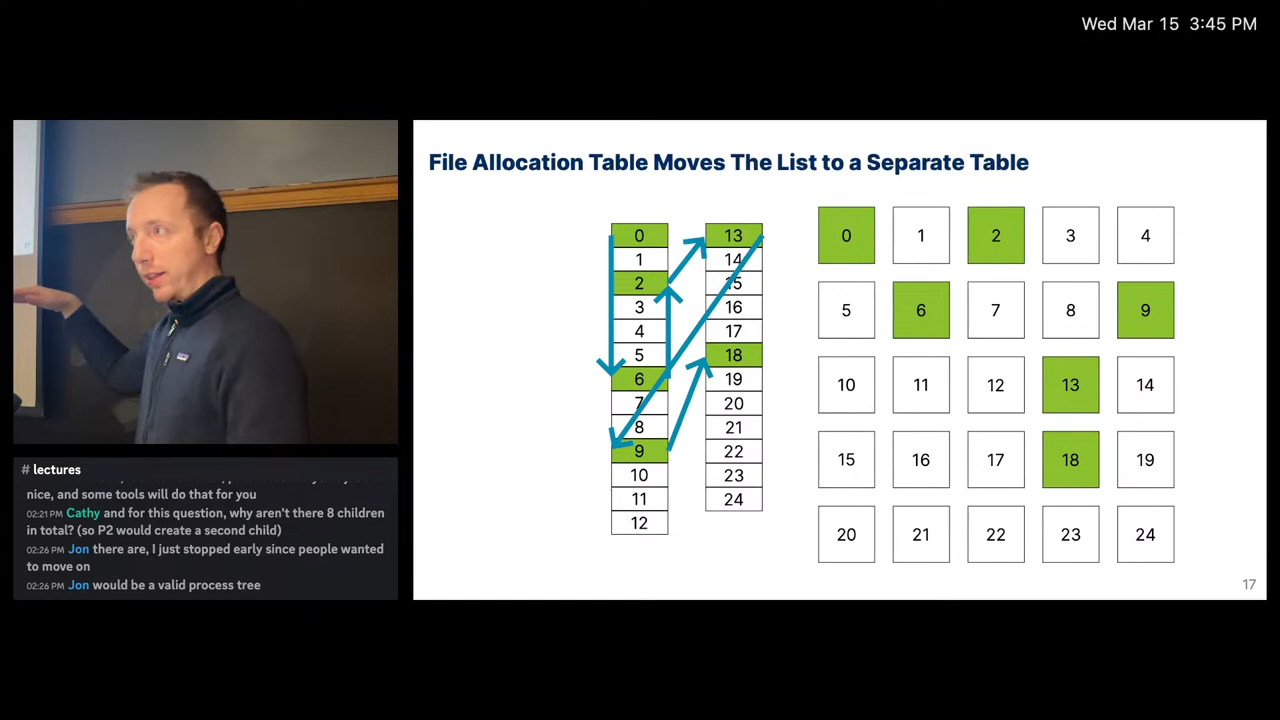 Wed Mar 15 3:45 PM
File Allocation Table Moves The List to a Separate Table
0
1
2
3
4
5
6
7
8
9
10
11
12
13
14
15
16
17
18
19
20
21
22
23
24
0 1 2 3 4
5 6 7 8 9
10 11 12 13 14
15 16 17 18 19
20 21 22 23 24
17
# lectures
nice, and some tools will do that for you
02:21 PM Cathy and for this question, why aren't there 8 children
in total? (so P2 would create a second child)
02:26 PM Jon there are, I just stopped early since people wanted
to move on
02:26 PM Jon would be a valid process tree